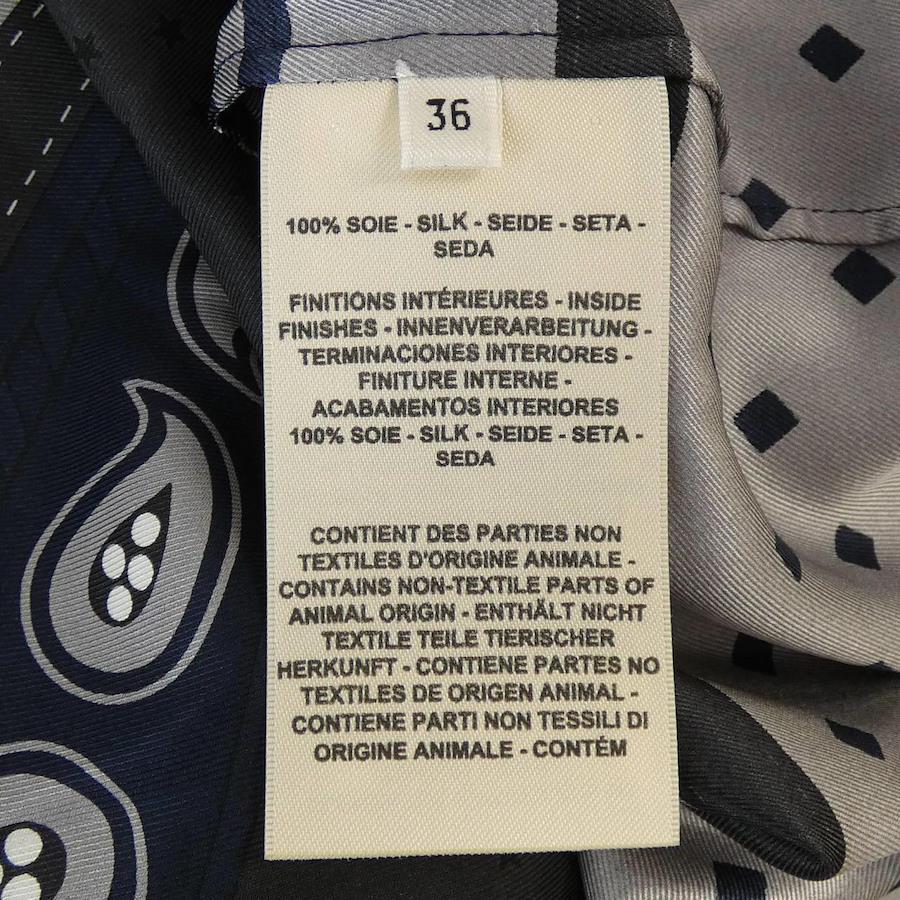 36
100% SOIE - SILK - SEIDE - SETA -
SEDA
FINITIONS INTÉRIEURES - INSIDE
FINISHES - INNENVERARBEITUNG -
TERMINACIONES INTERIORES -
FINITURE INTERNE -
ACABAMENTOS INTERIORES
100% SOIE - SILK - SEIDE - SETA -
SEDA
CONTIENT DES PARTIES NON
TEXTILES D'ORIGINE ANIMALE -
CONTAINS NON-TEXTILE PARTS OF
ANIMAL ORIGIN - ENTHÄLT NICHT
TEXTILE TEILE TIERISCHER
HERKUNFT - CONTIENE PARTES NO
TEXTILES DE ORIGEN ANIMAL -
CONTIENE PARTI NON TESSILI DI
ORIGINE ANIMALE - CONTÉM